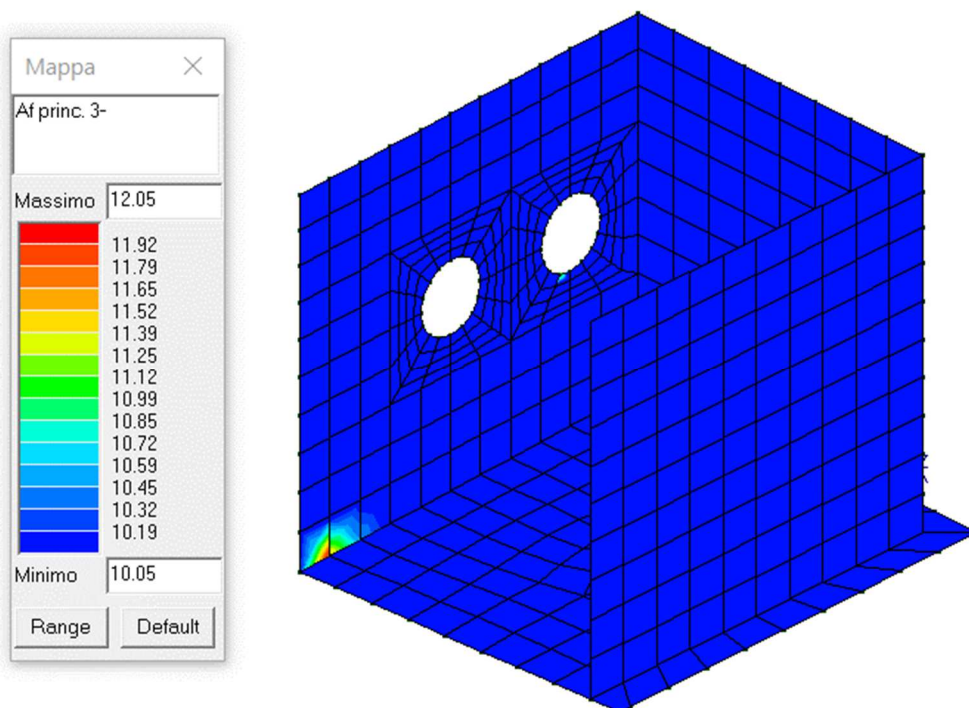 Mappa
Af princ. 3-
Massimo 12.05
11.92
11.79
11.65
11.52
11.39
11.25
11.12
10.99
10.85
10.72
10.59
10.45
10.32
10.19
Minimo 10.05
Range Default